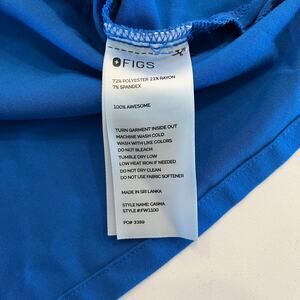 FIGS
72% POLYESTER 21% RAYON
7% SPANDEX
100% AWESOME
TURN GARMENT INSIDE OUT
MACHINE WASH COLD
WASH WITH LIKE COLORS
DO NOT BLEACH
TUMBLE DRY LOW
LOW HEAT IRON IF NEEDED
DO NOT DRY CLEAN
DO NOT USE FABRIC SOFTENER
MADE IN SRI LANKA
STYLE NAME: CASMA
STYLE #:FW1100
PO# 3389